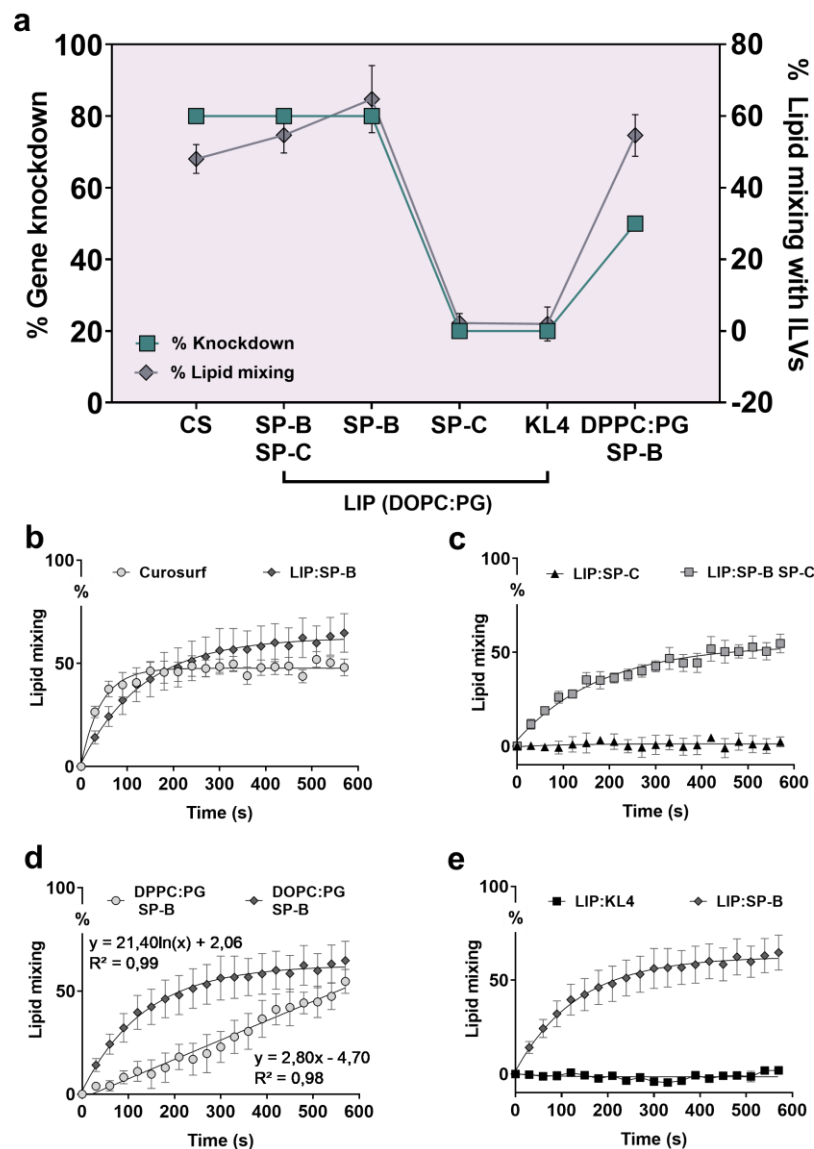 a
% Gene knockdown
100
80
60
40
20
0
% Knockdown
% Lipid mixing
80
60
40
20
0
-20
% Lipid mixing with ILVs
CS SP-B SP-B SP-C KL4 DPPC:PG
SP-C SP-B
LIP (DOPC:PG)
b
Curosurf LIP:SP-B
100
%
50
0
Lipid mixing
0 100 200 300 400 500 600
Time (s)
c
LIP:SP-C LIP:SP-B SP-C
100
%
50
0
Lipid mixing
0 100 200 300 400 500 600
Time (s)
d
DPPC:PG DOPC:PG
SP-B SP-B
100
%
y = 21,40ln(x) + 2,06
R² = 0,99
50
0
Lipid mixing
y = 2,80x - 4,70
R² = 0,98
0 100 200 300 400 500 600
Time (s)
e
LIP:KL4 LIP:SP-B
100
%
50
0
Lipid mixing
0 100 200 300 400 500 600
Time (s)